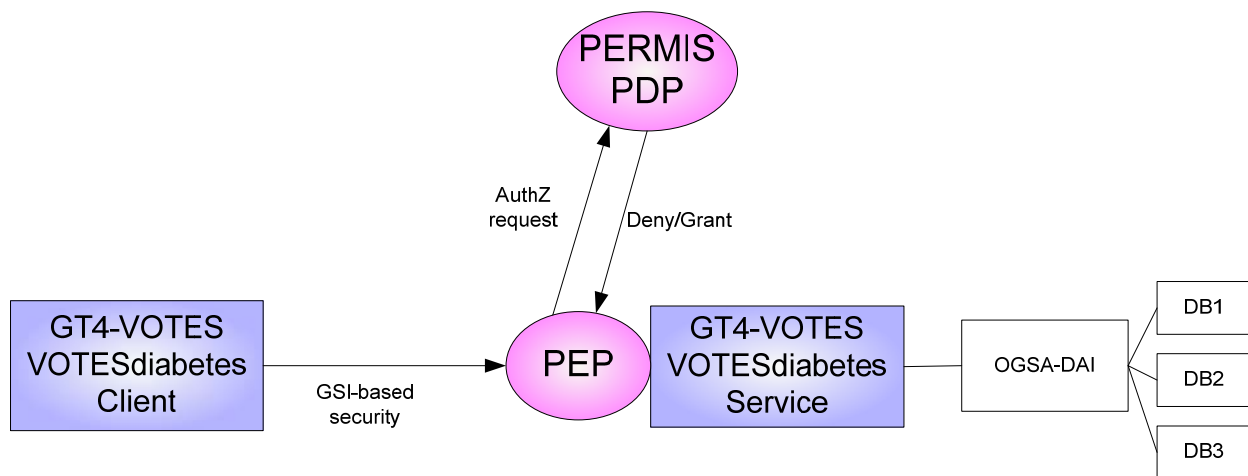 PERMIS
PDP
AuthZ
request
Deny/Grant
GT4-VOTES
VOTESdiabetes
Client
GSI-based
security
PEP
GT4-VOTES
VOTESdiabetes
Service
OGSA-DAI
DB1
DB2
DB3